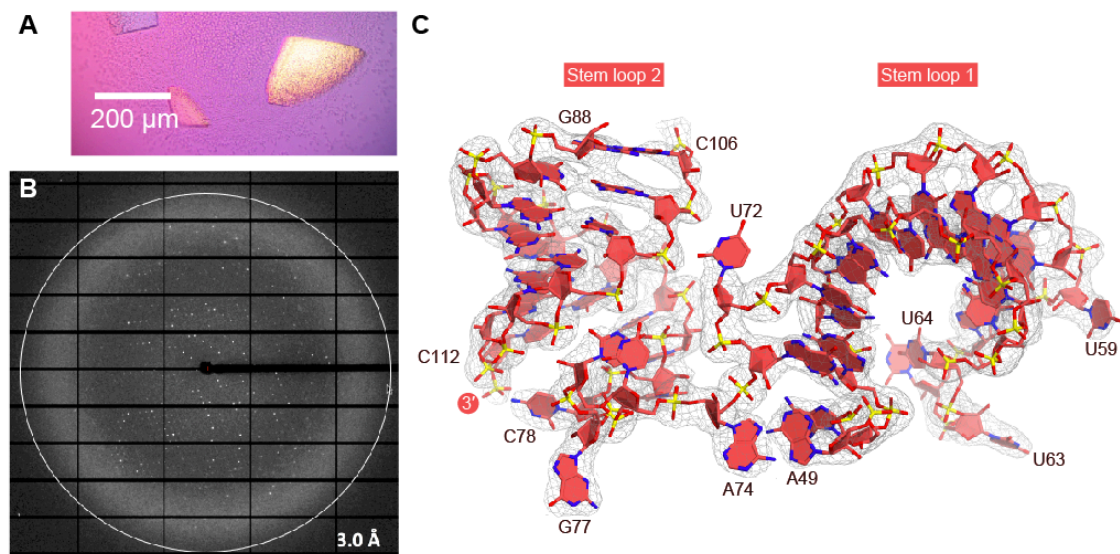 A
200 µm
B
3.0 Å
C
Stem loop 2
Stem loop 1
G88
C106
U72
U64
U59
C112
3′
C78
U63
A74
A49
G77